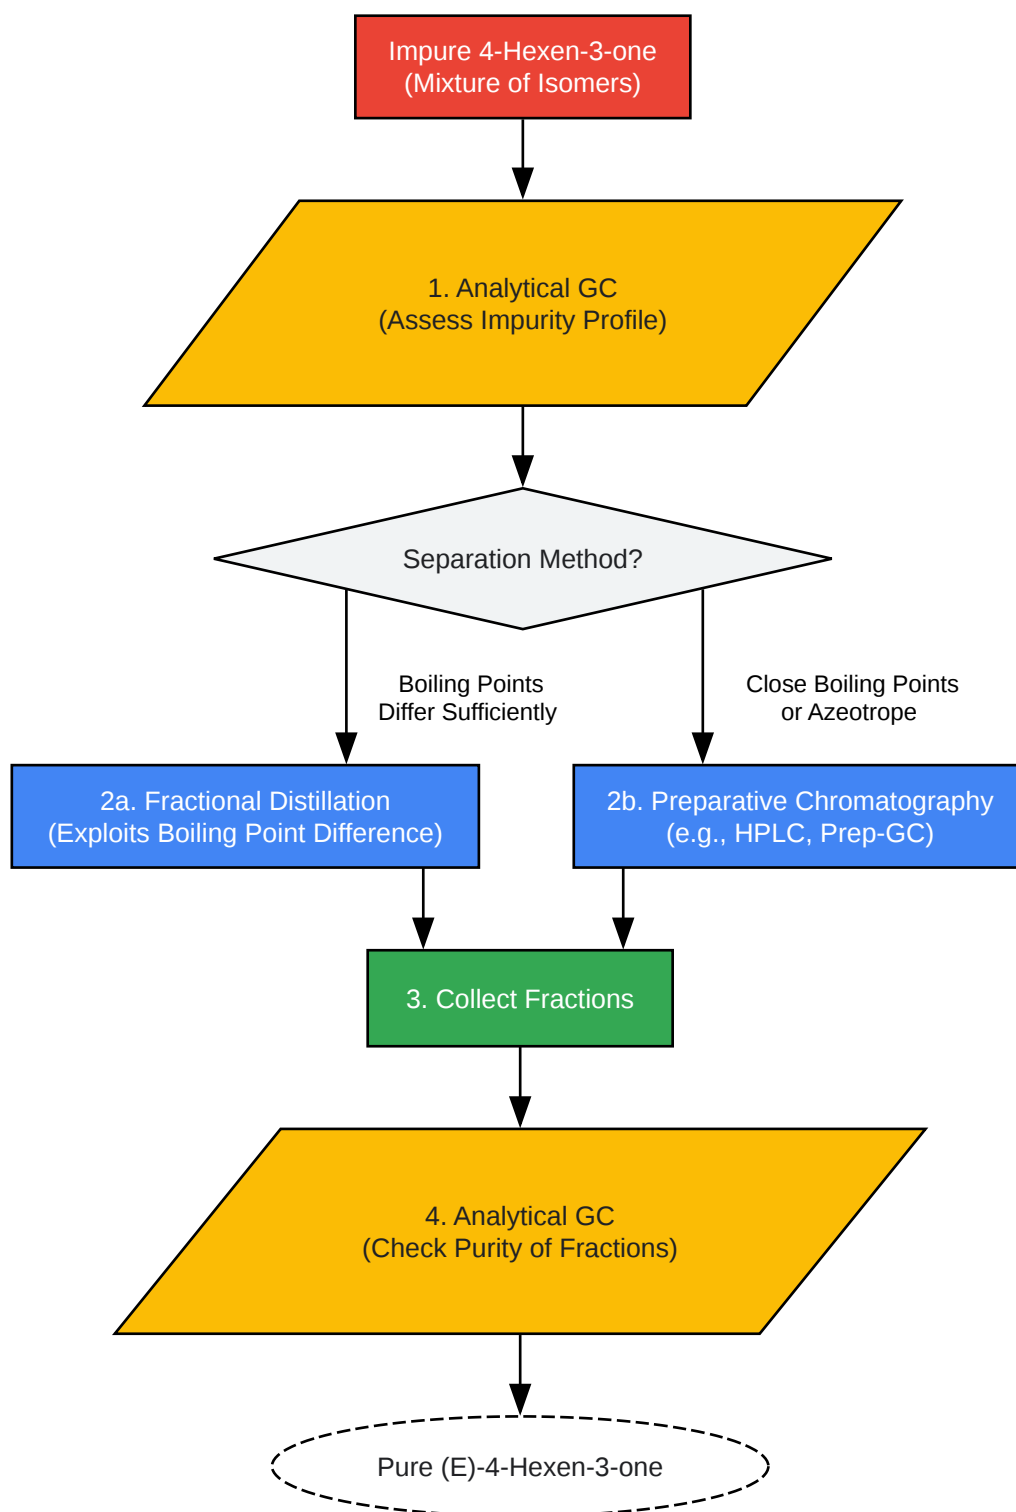 Impure 4-Hexen-3-one
(Mixture of Isomers)
1. Analytical GC
(Assess Impurity Profile)
Separation Method?
Boiling Points
Differ Sufficiently
Close Boiling Points
or Azeotrope
2a. Fractional Distillation
(Exploits Boiling Point Difference)
2b. Preparative Chromatography
(e.g., HPLC, Prep-GC)
3. Collect Fractions
4. Analytical GC
(Check Purity of Fractions)
Pure (E)-4-Hexen-3-one